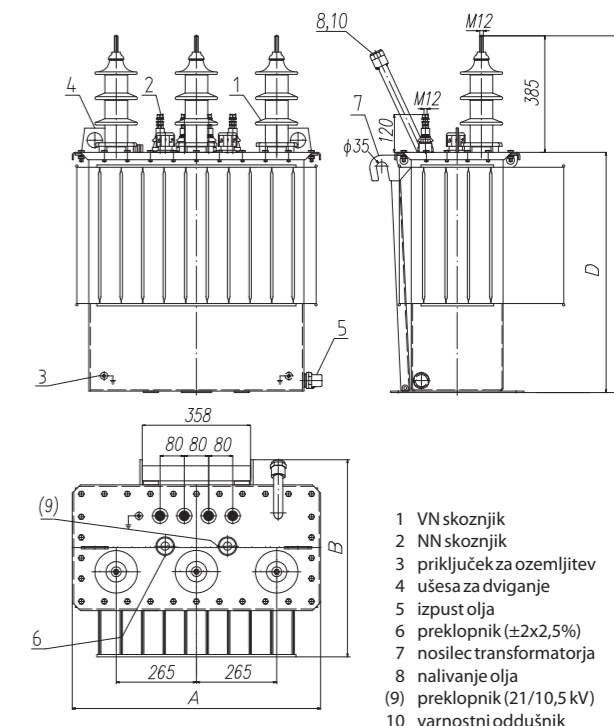 8,10
M12
4
2
1
7
M12
120
385
ϕ35
D
3
5
358
80 80 80
(9)
B
6
265
265
A
1 VN skoznjik
2 NN skoznjik
3 priključek za ozemljitev
4 ušesa za dviganje
5 izpust olja
6 preklopnik (±2x2,5%)
7 nosilec transformatorja
8 nalivanje olja
(9) preklopnik (21/10,5 kV)
10 varnostni oddušnik